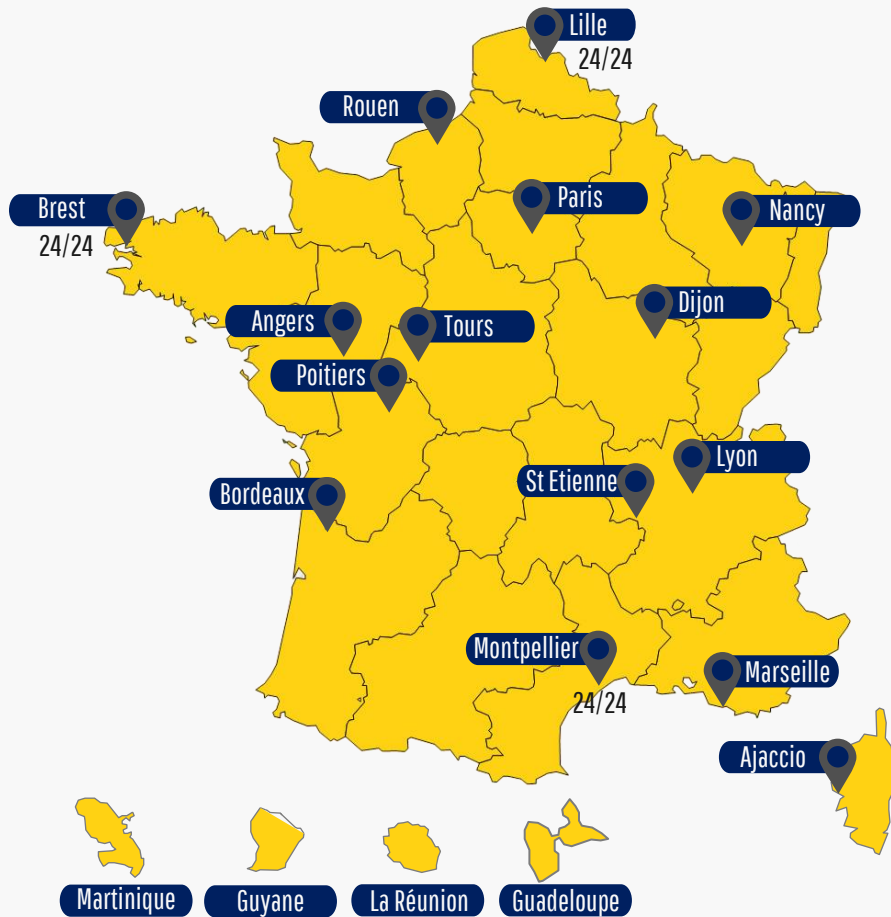 Lille
24/24
Rouen
Brest
24/24
Paris
Nancy
Angers
Tours
Dijon
Poitiers
Lyon
St Etienne
Bordeaux
Montpellier
24/24
Marseille
Ajaccio
Martinique
Guyane
La Réunion
Guadeloupe